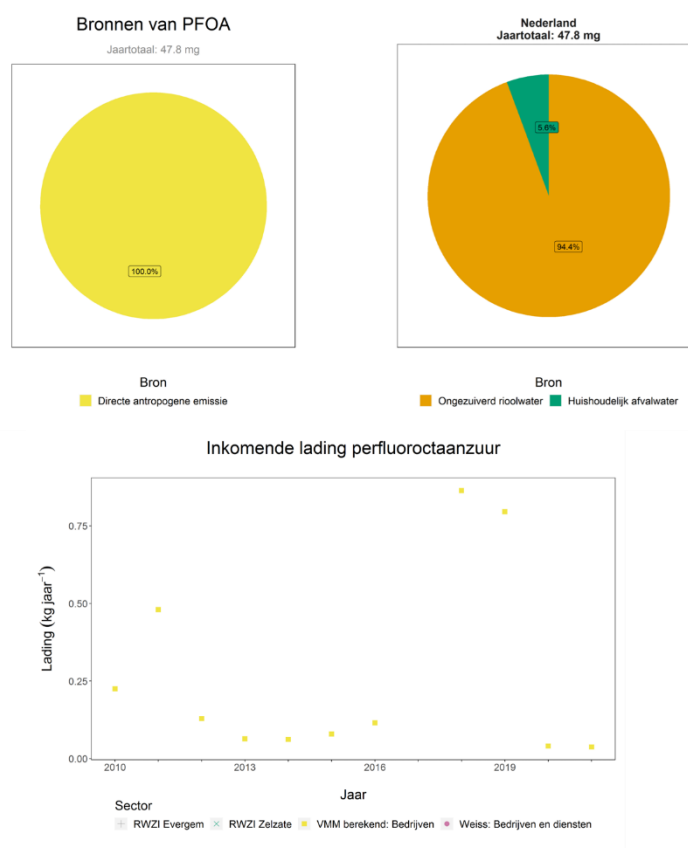 Bronnen van PFOA
Jaartotaal: 47.8 mg
100.0%
Bron
Directe antropogene emissie
Nederland
Jaartotaal: 47.8 mg
5.6%
94.4%
Bron
Ongezuiverd rioolwater Huishoudelijk afvalwater
Inkomende lading perfluoroctaanzuur
Lading (kg jaar⁻¹)
0.75
0.50
0.25
0.00
2010 2013 2016 2019
Jaar
Sector
RWZI Evergem RWZI Zelzate VMM berekend: Bedrijven Weiss: Bedrijven en diensten